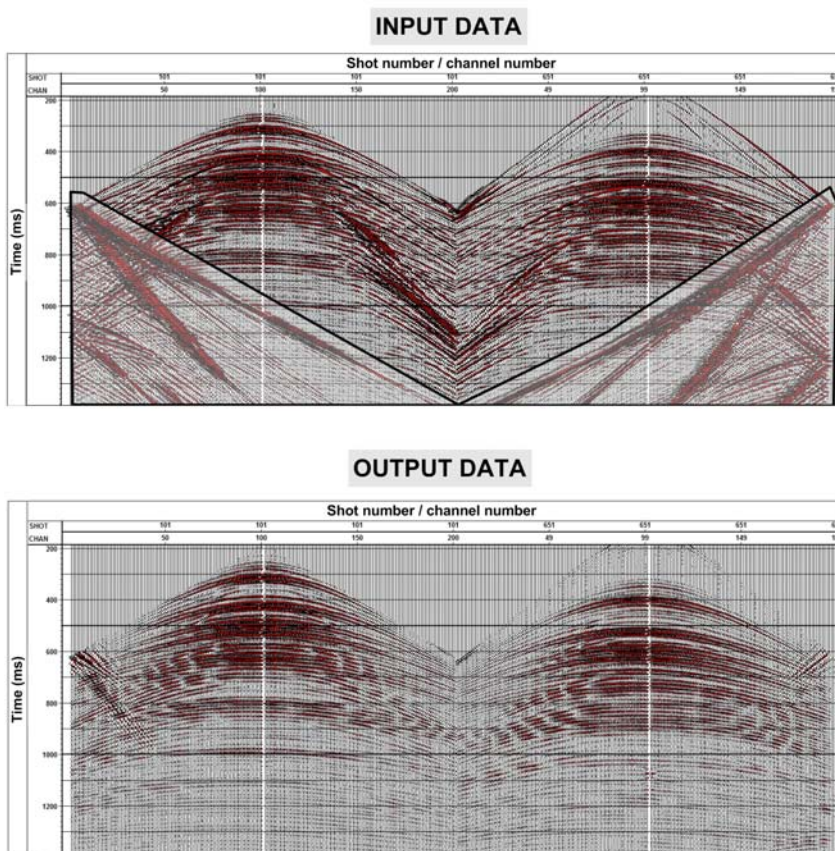 INPUT DATA
Shot number / channel number
SHOT 101 101 101 101 651 651 651
CHAN 50 100 150 200 49 99 149
200
400
600
800
1000
1200
Time (ms)
OUTPUT DATA
Shot number / channel number
SHOT 101 101 101 101 651 651 651
CHAN 50 100 150 200 49 99 149
200
400
600
800
1000
1200
Time (ms)